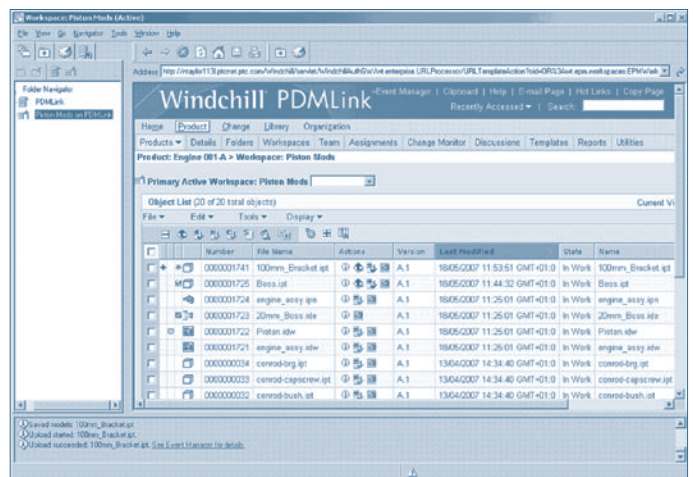 Workspace: Piston Mods (Active)
File View Go Navigator Tools Window Help
Folder Navigator
PDMLink
Piston Mods on PDMLink
Address
Windchill PDMLink
Event Manager | Clipboard | Help | E-mail Page | Hot Links | Copy Page
Recently Accessed | Search:
Home Product Change Library Organization
Products Details Folders Workspaces Team Assignments Change Monitor Discussions Templates Reports Utilities
Product: Engine 001-A > Workspace: Piston Mods
Primary Active Workspace: Piston Mods
Object List (20 of 20 total objects) Current Vi
File Edit Tools Display
Number File Name Actions Version Last Modified State Name
0000001741 100mm_Bracket.ipt A.1 18/05/2007 11:53:51 GMT+01:0 In Work 100mm_Bracket.ipt
0000001725 Boss.ipt A.1 18/05/2007 11:44:32 GMT+01:0 In Work Boss.ipt
0000001724 engine_assy.ipn A.1 18/05/2007 11:25:01 GMT+01:0 In Work engine_assy.ipn
0000001723 20mm_Boss.ide A.1 18/05/2007 11:25:01 GMT+01:0 In Work 20mm_Boss.ide
0000001722 Piston.idw A.1 18/05/2007 11:25:01 GMT+01:0 In Work Piston.idw
0000001721 engine_assy.idw A.1 18/05/2007 11:25:01 GMT+01:0 In Work engine_assy.idw
0000000034 conrod-brg.ipt A.1 13/04/2007 14:34:40 GMT+01:0 In Work conrod-brg.ipt
0000000033 conrod-capscrew.ipt A.1 13/04/2007 14:34:40 GMT+01:0 In Work conrod-capscrew.ipt
0000000032 conrod-bush.ipt A.1 13/04/2007 14:34:40 GMT+01:0 In Work conrod-bush.ipt
Saved models: 100mm_Bracket.ipt
Upload started: 100mm_Bracket.ipt.
Upload succeeded: 100mm_Bracket.ipt. See Event Manager for details.